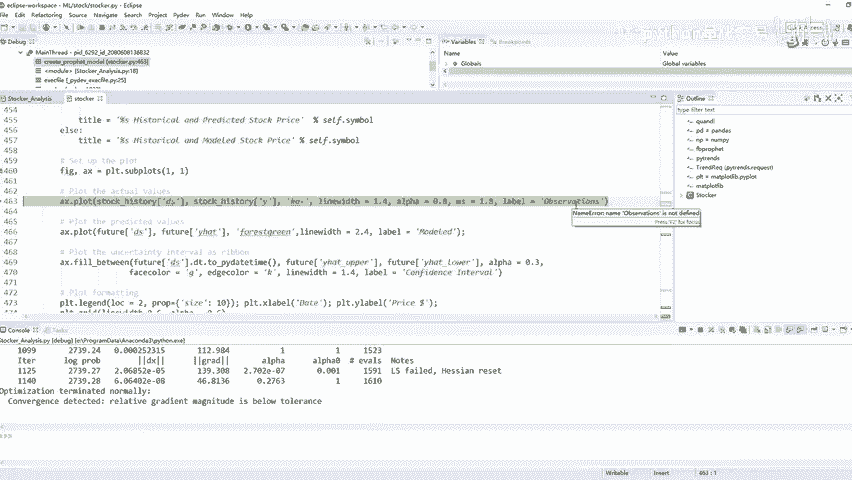 eclipse-workspace - ML/stock/stocker.py - Eclipse
File Edit Source Refactoring Navigate Search Project Pydev Run Window Help
Debug
MainThread - pid_6292_id_2080608136832
create_prophet_model [stocker.py:463]
<module> [Stocker_Analysis.py:18]
execfile [_pydev_execfile.py:25]
Variables Breakpoints
Name Value
Globals Global variables
Stocker_Analysis stocker
454
455 title = '%s Historical and Predicted Stock Price' % self.symbol
456 else:
457 title = '%s Historical and Modeled Stock Price' % self.symbol
458
459 # Set up the plot
460 fig, ax = plt.subplots(1, 1)
461
462 # Plot the actual values
463 ax.plot(stock_history['ds'], stock_history['y'], 'ko-', linewidth = 1.4, alpha = 0.8, ms = 1.8, label = 'Observations')
464
NameError: name 'Observations' is not defined
Press 'F2' for focus
465 # Plot the predicted values
466 ax.plot(future['ds'], future['yhat'], 'forestgreen',linewidth = 2.4, label = 'Modeled');
467
468 # Plot the uncertainty interval as ribbon
469 ax.fill_between(future['ds'].dt.to_pydatetime(), future['yhat_upper'], future['yhat_lower'], alpha = 0.3,
470 facecolor = 'g', edgecolor = 'k', linewidth = 1.4, label = 'Confidence Interval')
471
472 # Plot formatting
473 plt.legend(loc = 2, prop={'size': 10}); plt.xlabel('Date'); plt.ylabel('Price $');
474
Outline
type filter text
quandl
pd = pandas
np = numpy
fbprophet
pytrends
TrendReq (pytrends.request)
plt = matplotlib.pyplot
matplotlib
Stocker
Console Tasks
Stocker_Analysis.py [debug] [e:\ProgramData\Anaconda3\python.exe]
1099 2739.24 0.000252315 112.984 1 1 1523
Iter log prob ||dx|| ||grad|| alpha alpha0 # evals Notes
1125 2739.27 2.06852e-05 139.308 2.702e-07 0.001 1591 LS failed, Hessian reset
1140 2739.28 6.06402e-08 46.8136 0.2763 1 1610
Optimization terminated normally:
Convergence detected: relative gradient magnitude is below tolerance
>>>
Writable Insert 463 : 1